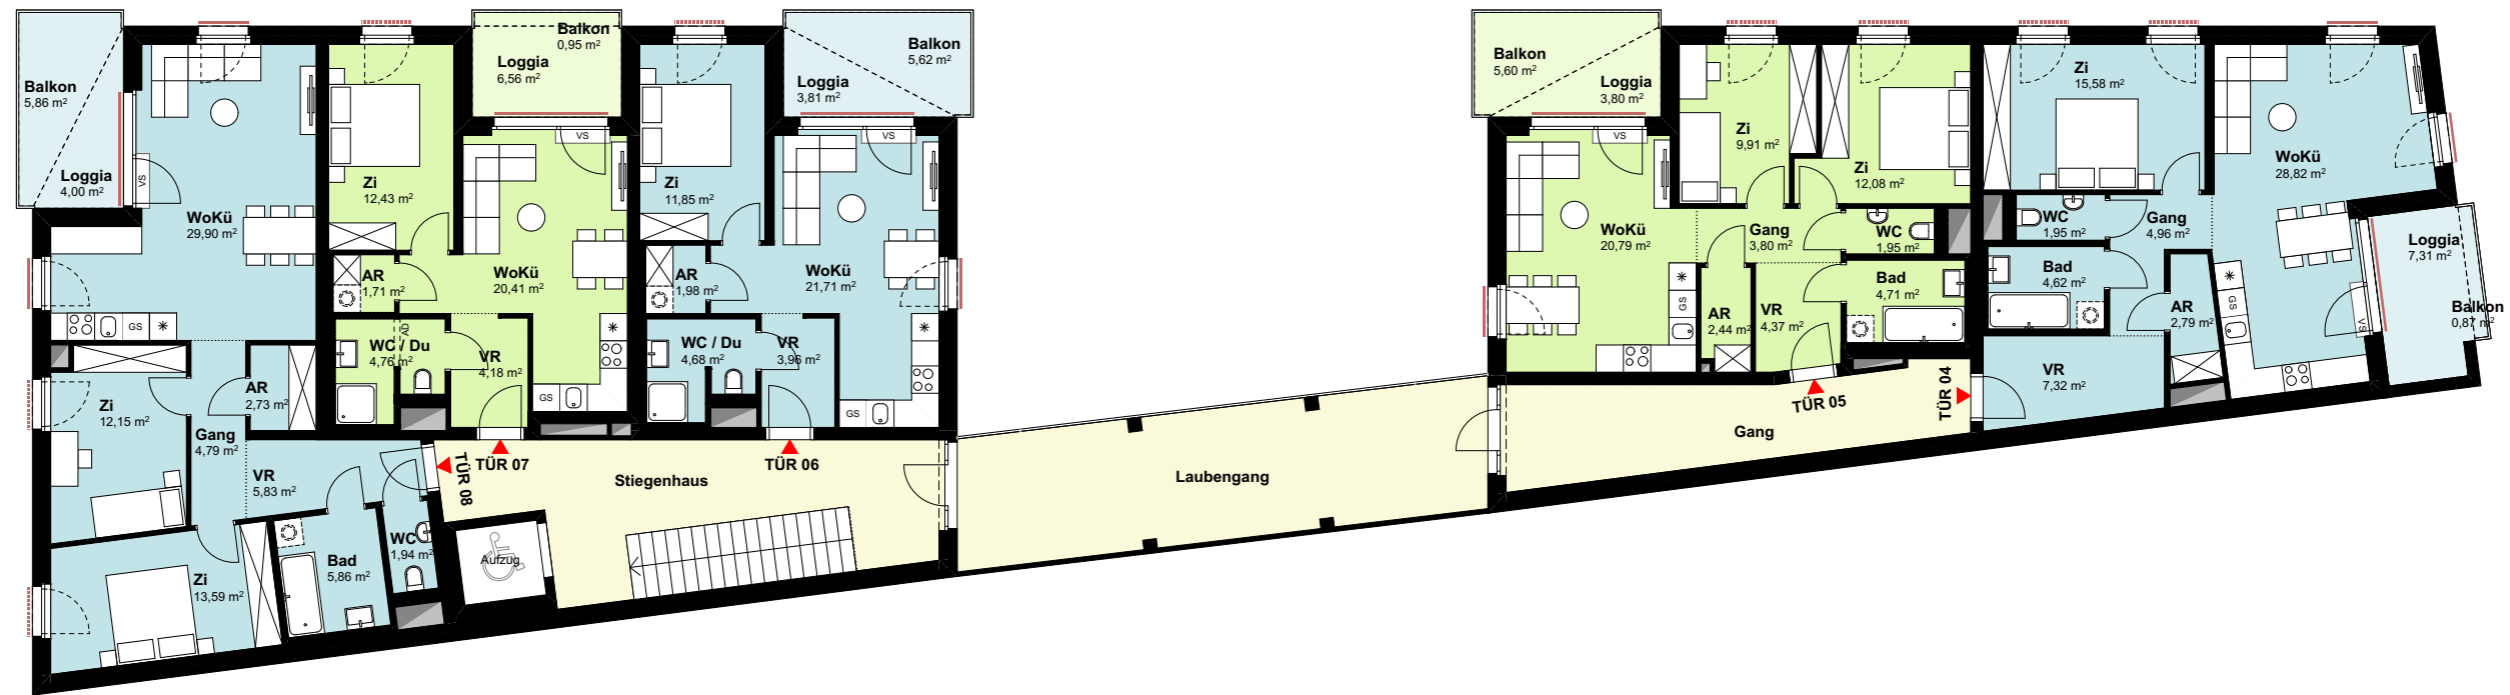 Balkon
5,86 m²
Loggia
4,00 m²
VS
WoKü
29,90 m²
GS
Zi
12,15 m²
AR
2,73 m²
Gang
4,79 m²
VR
5,83 m²
Zi
13,59 m²
Bad
5,86 m²
WC
1,94 m²
TÜR 08
Zi
12,43 m²
Loggia
6,56 m²
Balkon
0,95 m²
VS
WoKü
20,41 m²
AR
1,71 m²
AD
WC / Du
4,76 m²
VR
4,18 m²
GS
TÜR 07
Zi
11,85 m²
Loggia
3,81 m²
Balkon
5,62 m²
VS
WoKü
21,71 m²
AR
1,98 m²
WC / Du
4,68 m²
VR
3,96 m²
GS
TÜR 06
Stiegenhaus
Aufzug
Laubengang
Balkon
5,60 m²
Loggia
3,80 m²
VS
WoKü
20,79 m²
GS
Zi
9,91 m²
Zi
12,08 m²
Gang
3,80 m²
WC
1,95 m²
Bad
4,71 m²
AR
2,44 m²
VR
4,37 m²
TÜR 05
Gang
TÜR 04
Zi
15,58 m²
WoKü
28,82 m²
WC
1,95 m²
Gang
4,96 m²
Bad
4,62 m²
AR
2,79 m²
VR
7,32 m²
GS
VS
Loggia
7,31 m²
Balkon
0,87 m²